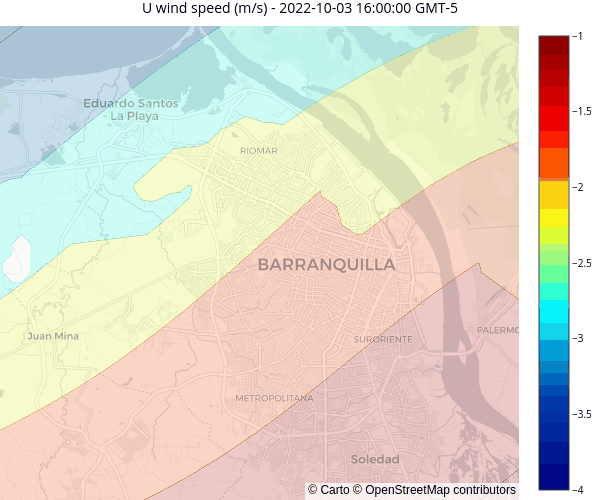 U wind speed (m/s) - 2022-10-03 16:00:00 GMT-5
−1
Eduardo Santos
- La Playa
−1.5
RIOMAR
−2
−2.5
BARRANQUILLA
PALERMO
Juan Mina
SURORIENTE
−3
METROPOLITANA
−3.5
Soledad
© Carto © OpenStreetMap contributors
−4